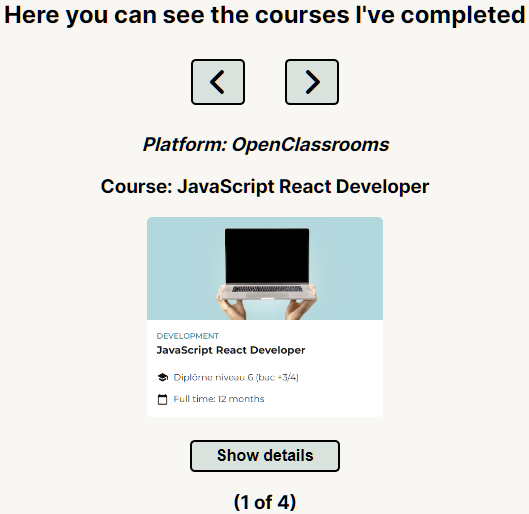 Here you can see the courses I've completed
Platform: OpenClassrooms
Course: JavaScript React Developer
DEVELOPMENT
JavaScript React Developer
Diplôme niveau 6 (bac +3/4)
Full time: 12 months
Show details
(1 of 4)